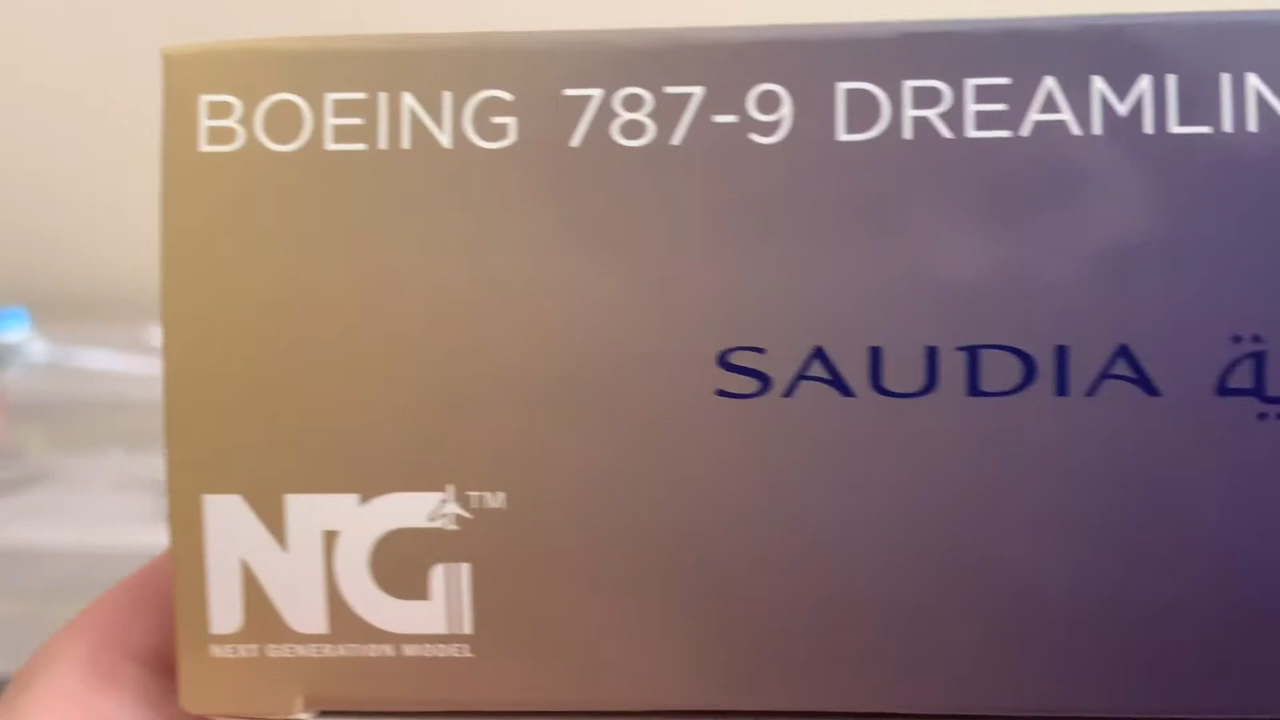 BOEING 787-9 DREAMLIN
SAUDIA
NG™
NEXT GENERATION MODEL